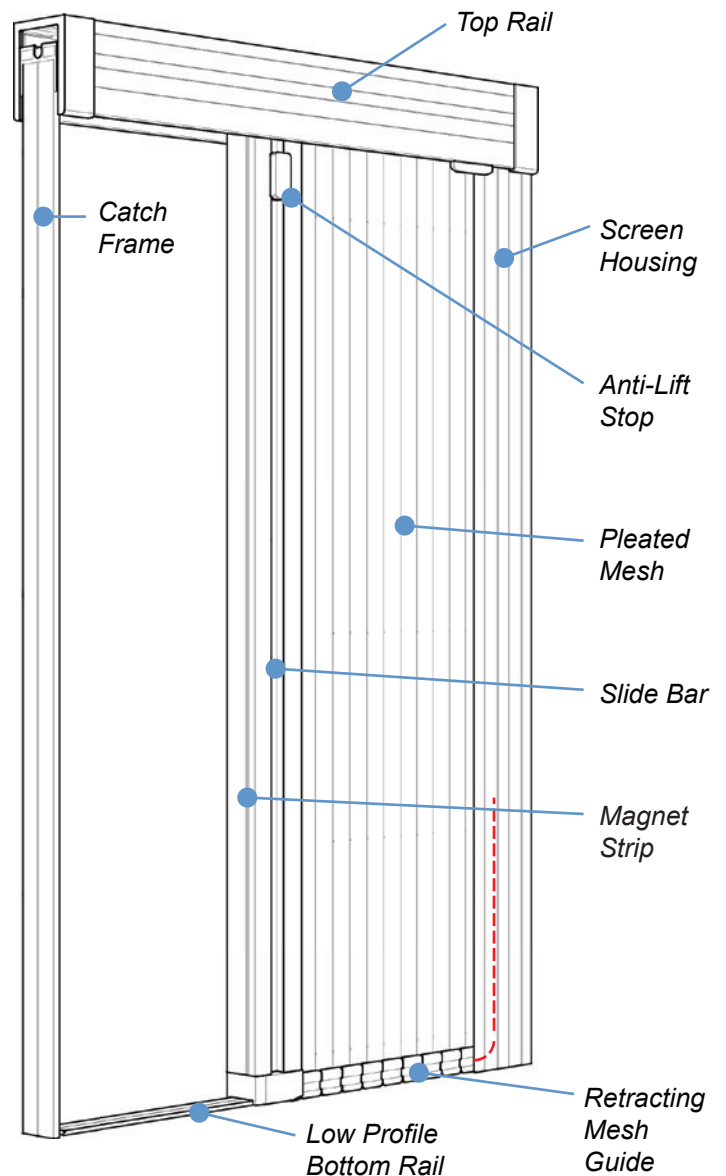 Top Rail
Catch
Frame
Screen
Housing
Anti-Lift
Stop
Pleated
Mesh
Slide Bar
Magnet
Strip
Retracting
Mesh
Guide
Low Profile
Bottom Rail